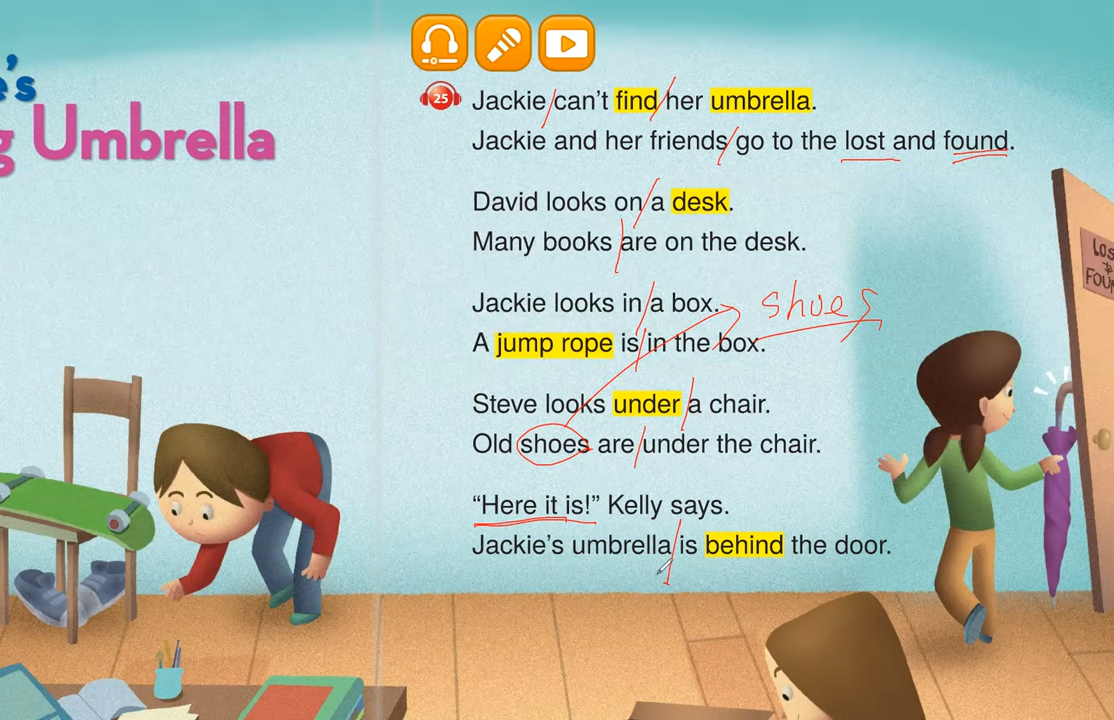 e's
g Umbrella
25
Jackie can't find her umbrella.
Jackie and her friends go to the lost and found.
David looks on a desk.
Many books are on the desk.
Jackie looks in a box.
shoes
A jump rope is in the box.
Steve looks under a chair.
Old shoes are under the chair.
"Here it is!" Kelly says.
Jackie's umbrella is behind the door.
LOS
&
FOUN